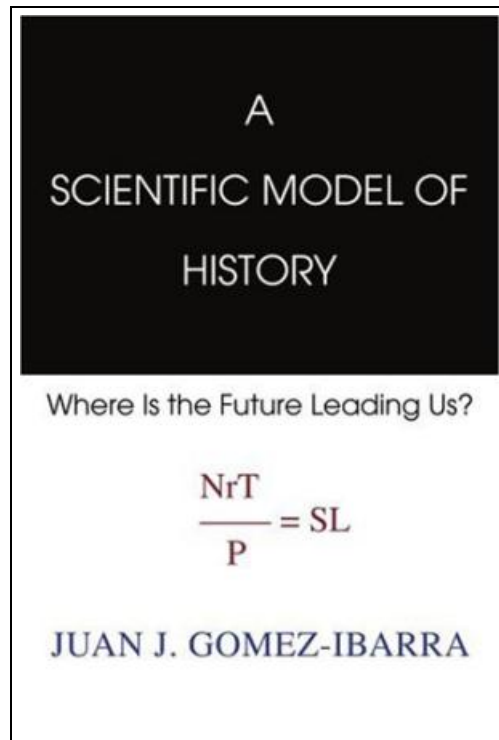 A
SCIENTIFIC MODEL OF
HISTORY
Where Is the Future Leading Us?
NrT
P
= SL
JUAN J. GOMEZ-IBARRA